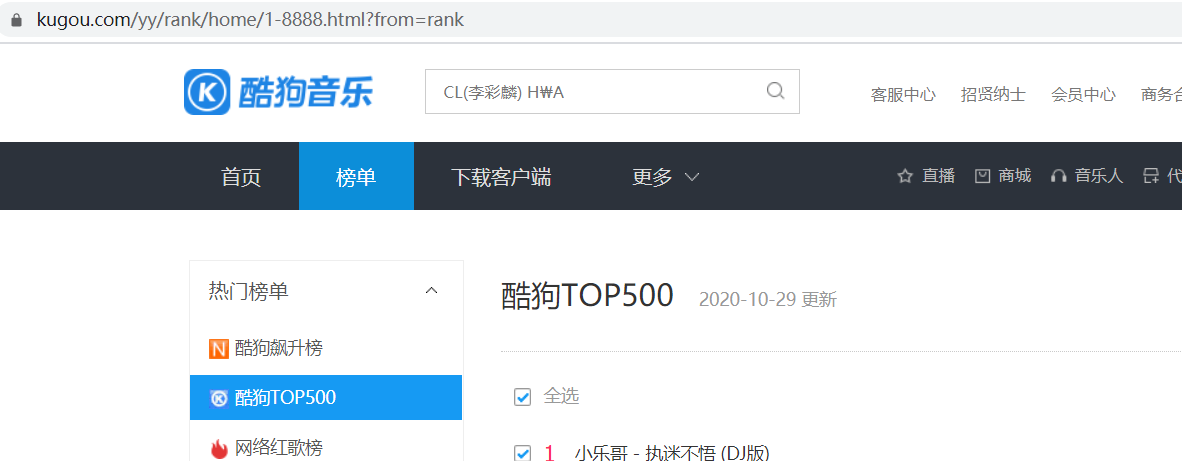 kugou.com/yy/rank/home/1-8888.html?from=rank
酷狗音乐
CL(李彩麟) H₩A
客服中心 招贤纳士 会员中心 商务合
首页 榜单 下载客户端 更多 直播 商城 音乐人 代
热门榜单
酷狗TOP500 2020-10-29 更新
酷狗飙升榜
酷狗TOP500
全选
网络红歌榜
1 小乐哥 - 执迷不悟 (DJ版)